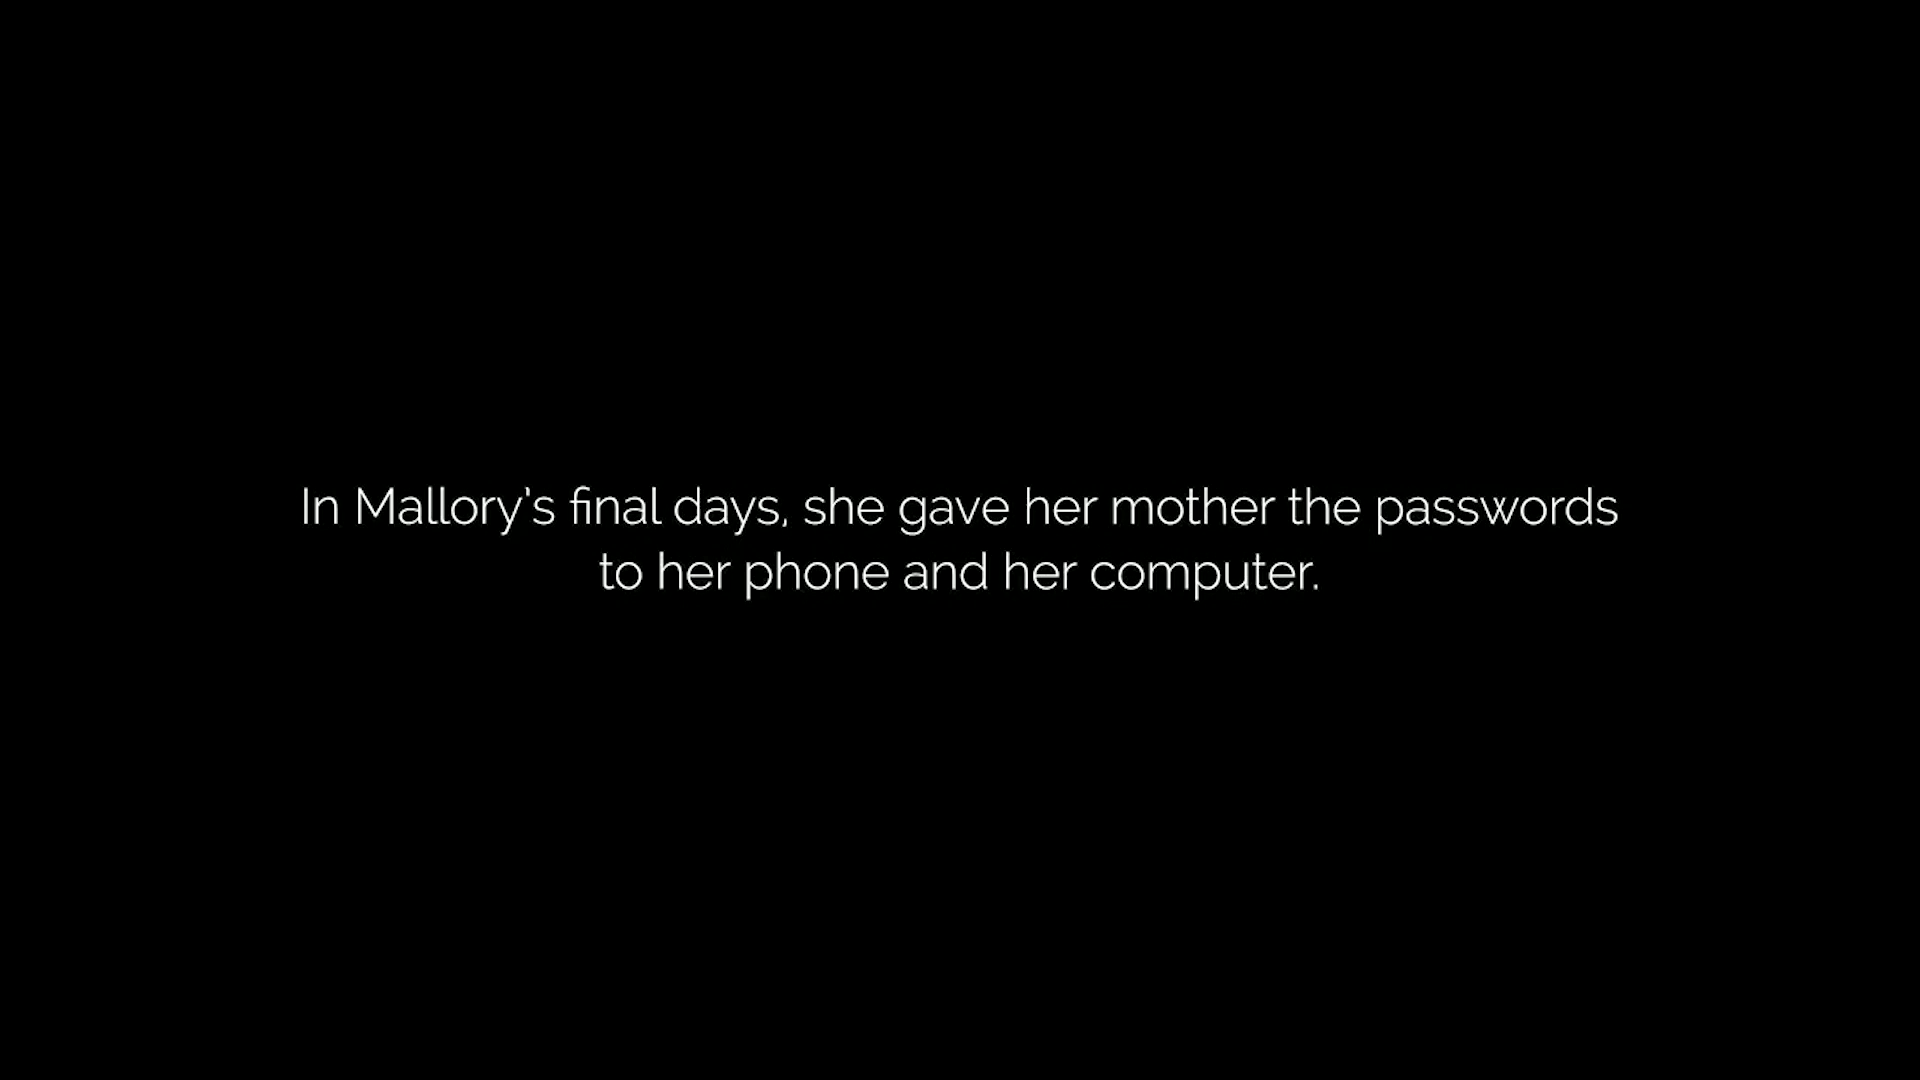 In Mallory's final days, she gave her mother the passwords
to her phone and her computer.